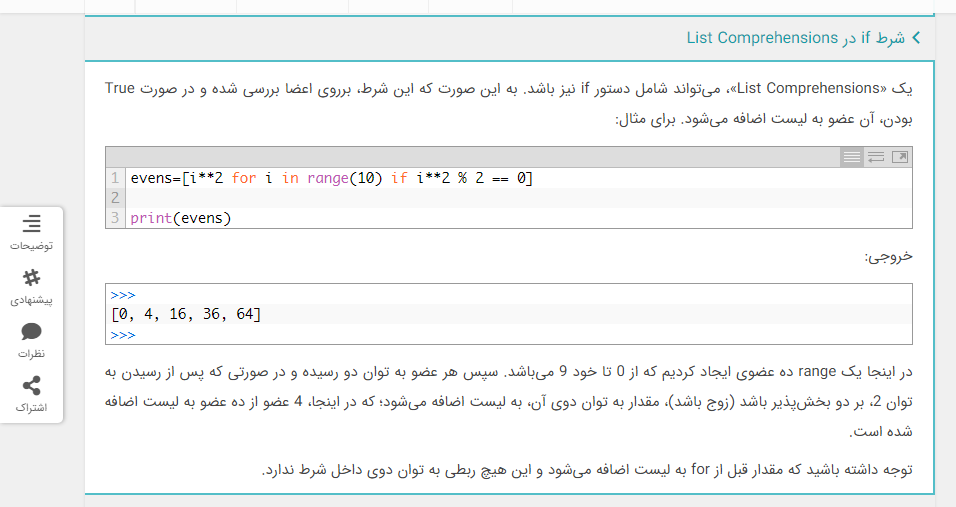 شرط if در List Comprehensions
یک «List Comprehensions»، می‌تواند شامل دستور if نیز باشد. به این صورت که این شرط، برروی اعضا بررسی شده و در صورت True
بودن، آن عضو به لیست اضافه می‌شود. برای مثال:
1 evens=[i**2 for i in range(10) if i**2 % 2 == 0]
2
3 print(evens)
خروجی:
>>>
[0, 4, 16, 36, 64]
>>>
در اینجا یک range ده عضوی ایجاد کردیم که از 0 تا خود 9 می‌باشد. سپس هر عضو به توان دو رسیده و در صورتی که پس از رسیدن به
توان 2، بر دو بخش‌پذیر باشد (زوج باشد)، مقدار به توان دوی آن، به لیست اضافه می‌شود؛ که در اینجا، 4 عضو از ده عضو به لیست اضافه
شده است.
توجه داشته باشید که مقدار قبل از for به لیست اضافه می‌شود و این هیچ ربطی به توان دوی داخل شرط ندارد.
توضیحات
پیشنهادی
نظرات
اشتراک